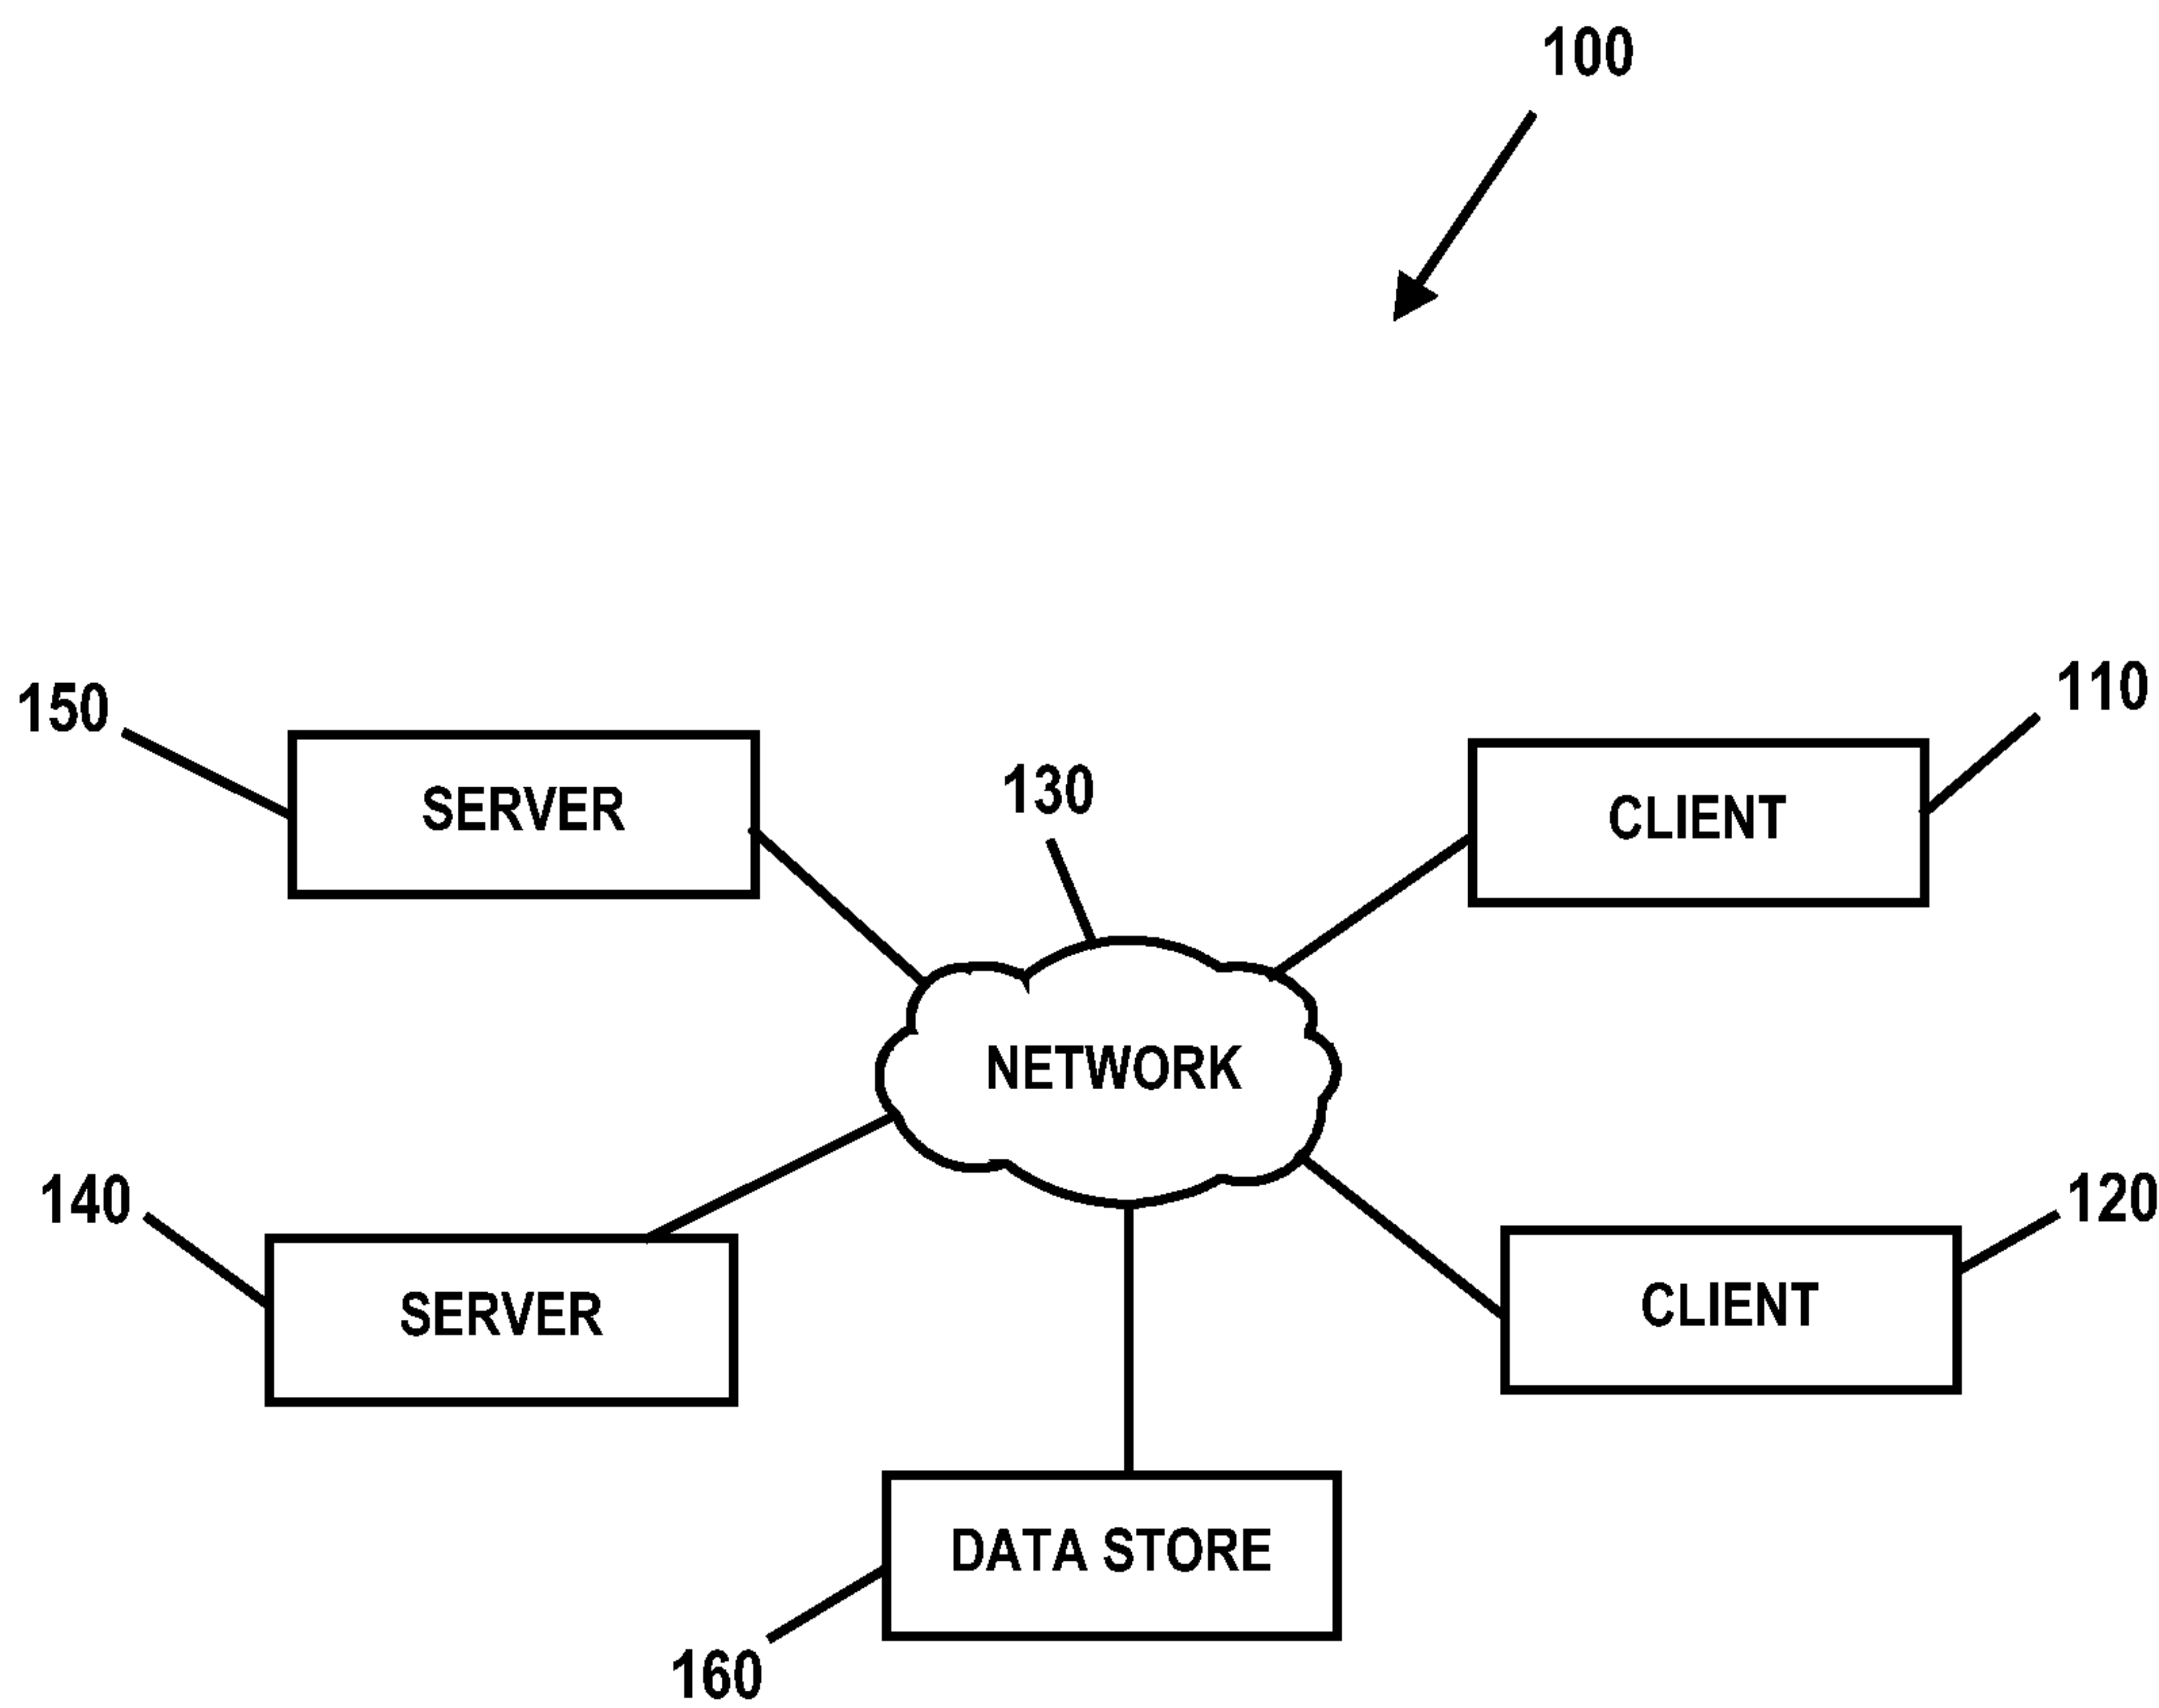 100
150
110
SERVER
130
CLIENT
NETWORK
140
120
SERVER
CLIENT
DATA STORE
160